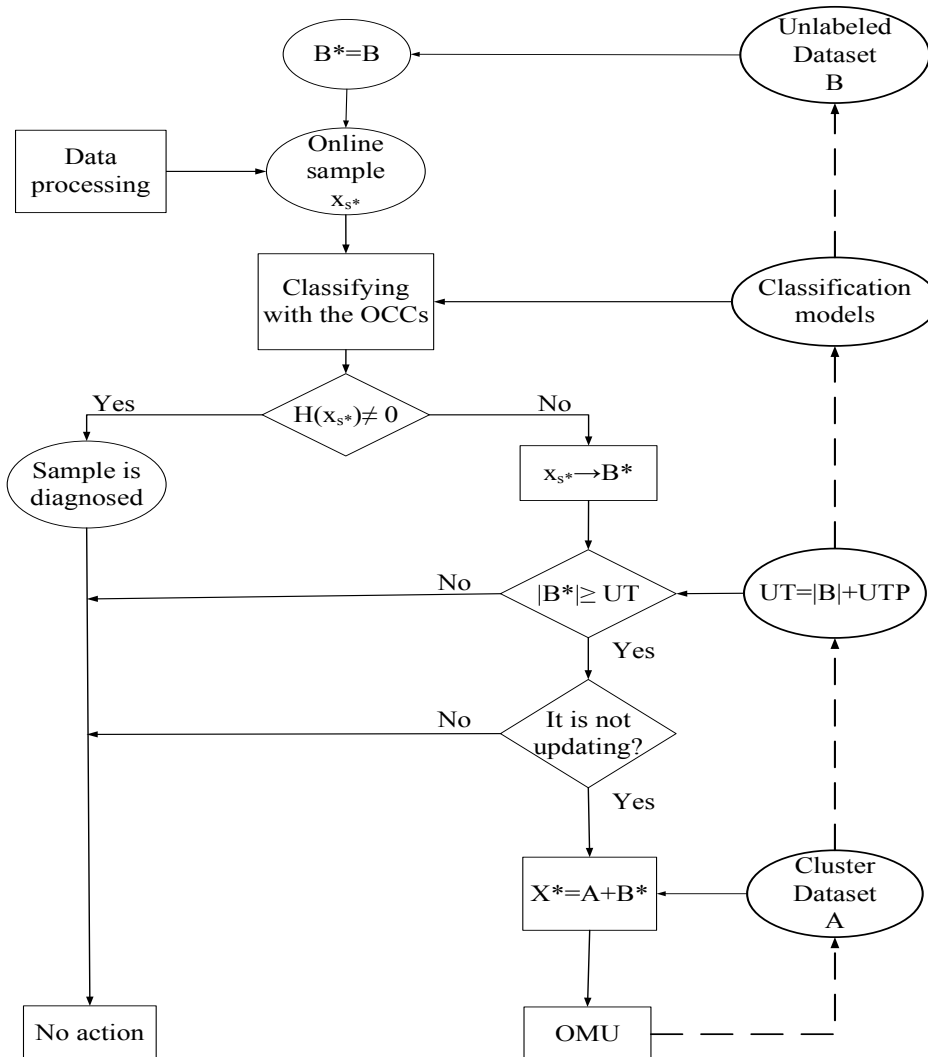 B*=B
Unlabeled
Dataset
B
Data
processing
Online
sample
xₛ*
Classifying
with the OCCs
Classification
models
Yes
H(xₛ*)≠ 0
No
Sample is
diagnosed
xₛ*→B*
No
|B*|≥ UT
UT=|B|+UTP
Yes
No
It is not
updating?
Yes
X*=A+B*
Cluster
Dataset
A
No action
OMU